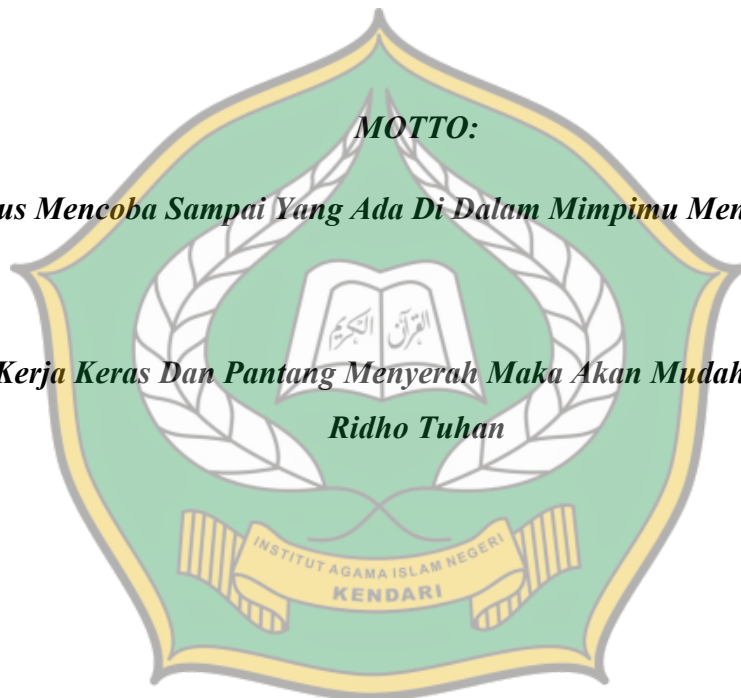 MOTTO:
us Mencoba Sampai Yang Ada Di Dalam Mimpimu Men
القرآن الكريم
Kerja Keras Dan Pantang Menyerah Maka Akan Mudah
Ridho Tuhan
INSTITUT AGAMA ISLAM NEGERI
KENDARI